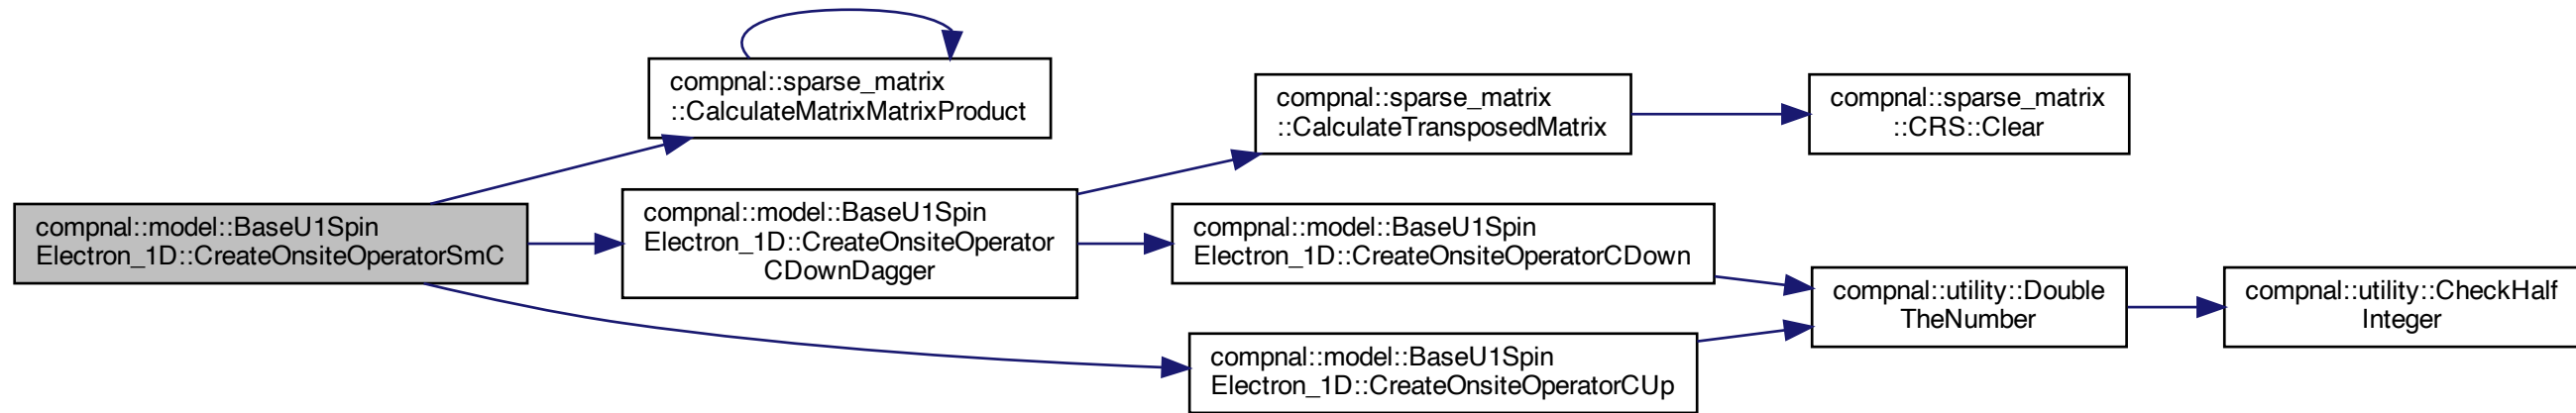 compnal::model::BaseU1Spin
Electron_1D::CreateOnsiteOperatorSmC
compnal::sparse_matrix
::CalculateMatrixMatrixProduct
compnal::model::BaseU1Spin
Electron_1D::CreateOnsiteOperator
CDownDagger
compnal::sparse_matrix
::CalculateTransposedMatrix
compnal::sparse_matrix
::CRS::Clear
compnal::model::BaseU1Spin
Electron_1D::CreateOnsiteOperatorCDown
compnal::model::BaseU1Spin
Electron_1D::CreateOnsiteOperatorCUp
compnal::utility::Double
TheNumber
compnal::utility::CheckHalf
Integer